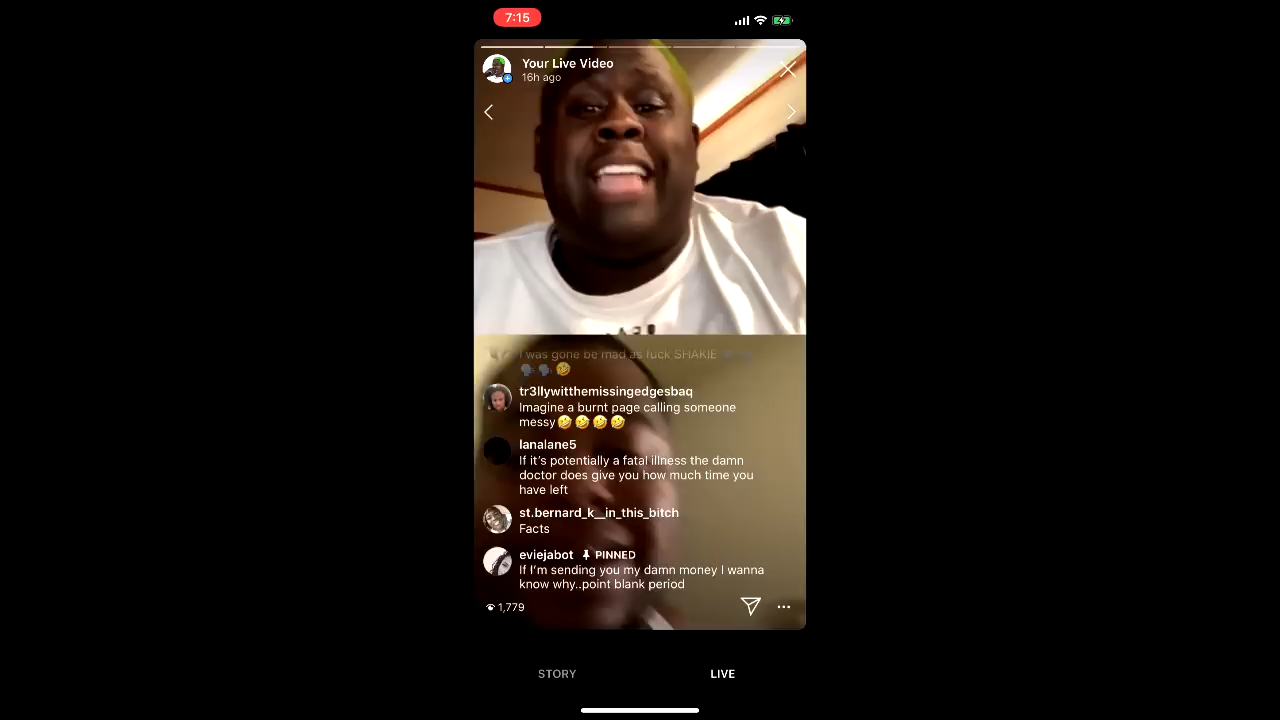 7:15
Your Live Video
16h ago
I was gone be mad as fuck SHAKIE
tr3llywitthemissingedgesbaq
Imagine a burnt page calling someone
messy🤣🤣🤣🤣
lanalane5
If it's potentially a fatal illness the damn
doctor does give you how much time you
have left
st.bernard_k__in_this_bitch
Facts
eviejabot PINNED
If I'm sending you my damn money I wanna
know why..point blank period
1,779
STORY
LIVE